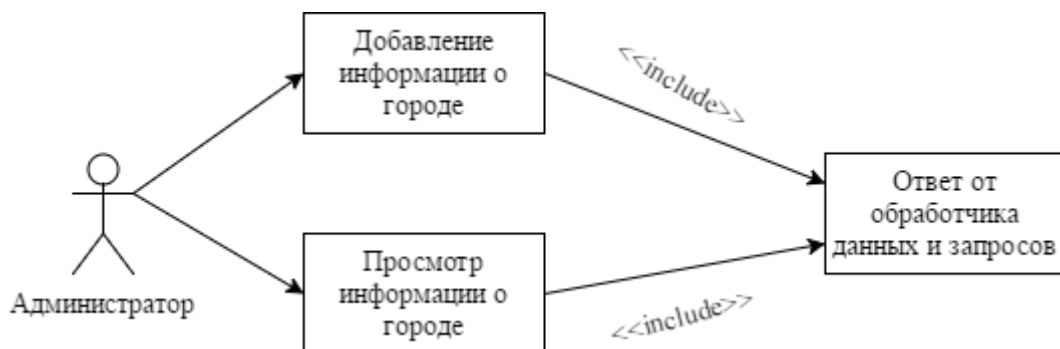 Добавление
информации о
городе
<<include>>
Ответ от
обработчика
данных и запросов
Администратор
Просмотр
информации о
городе
<<include>>